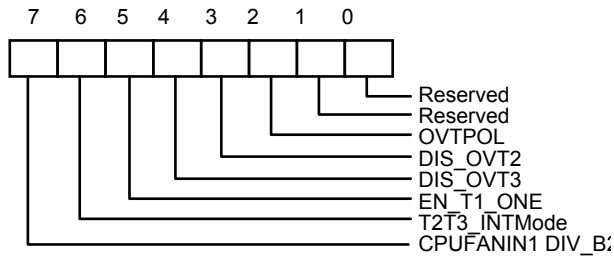 7 6 5 4 3 2 1 0
Reserved
Reserved
OVTPOL
DIS_OVT2
DIS_OVT3
EN_T1_ONE
T2T3_INTMode
CPUFANIN1 DIV_B2